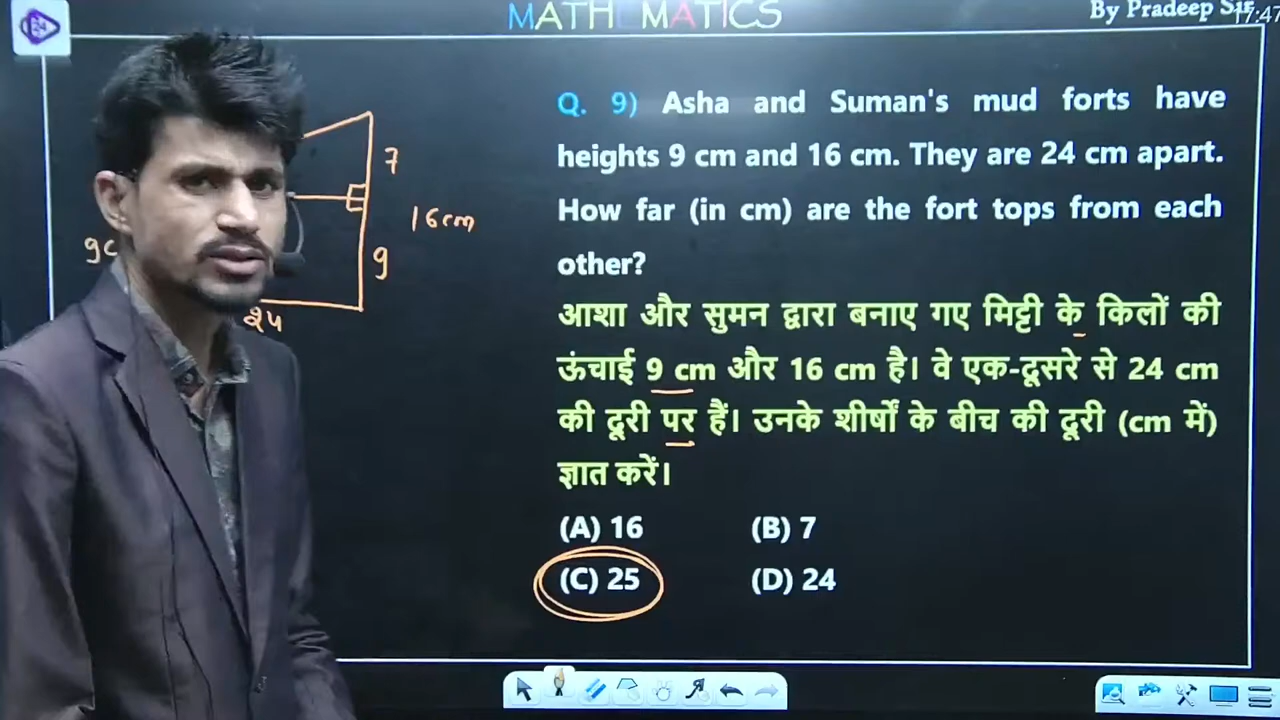 MATHEMATICS
By Pradeep Sir
17:47
Q. 9) Asha and Suman's mud forts have
heights 9 cm and 16 cm. They are 24 cm apart.
How far (in cm) are the fort tops from each
other?
आशा और सुमन द्वारा बनाए गए मिट्टी के किलों की
ऊंचाई 9 cm और 16 cm है। वे एक-दूसरे से 24 cm
की दूरी पर हैं। उनके शीर्षों के बीच की दूरी (cm में)
ज्ञात करें।
(A) 16 (B) 7
(C) 25 (D) 24
7
16cm
9
9c
24